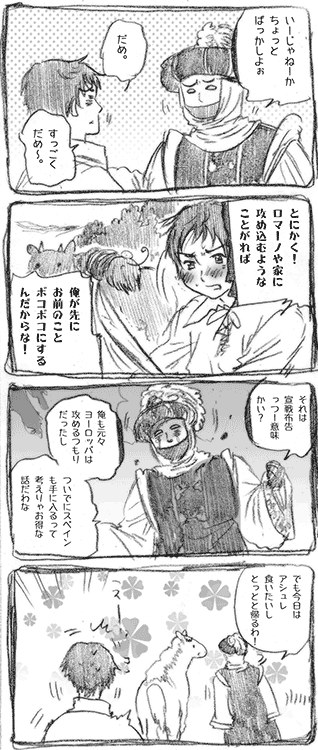 いーじゃねーか
ちょっと
ばっかしよぉ
だめ。
すっごく
だめ〜
とにかく!
ロマーノや家に
攻め込むような
ことがれば
俺が先に
お前のこと
ボコボコにする
んだからな!
それは
宣戦布告
っつー意味
かい?
俺も元々
ヨーロッパは
攻めるつもり
だったし
ついでにスペイン
も手に入るって
考えりゃお得な
話だわな
でも今日は
アシュレ
食いたいし
とっとと帰るわ!